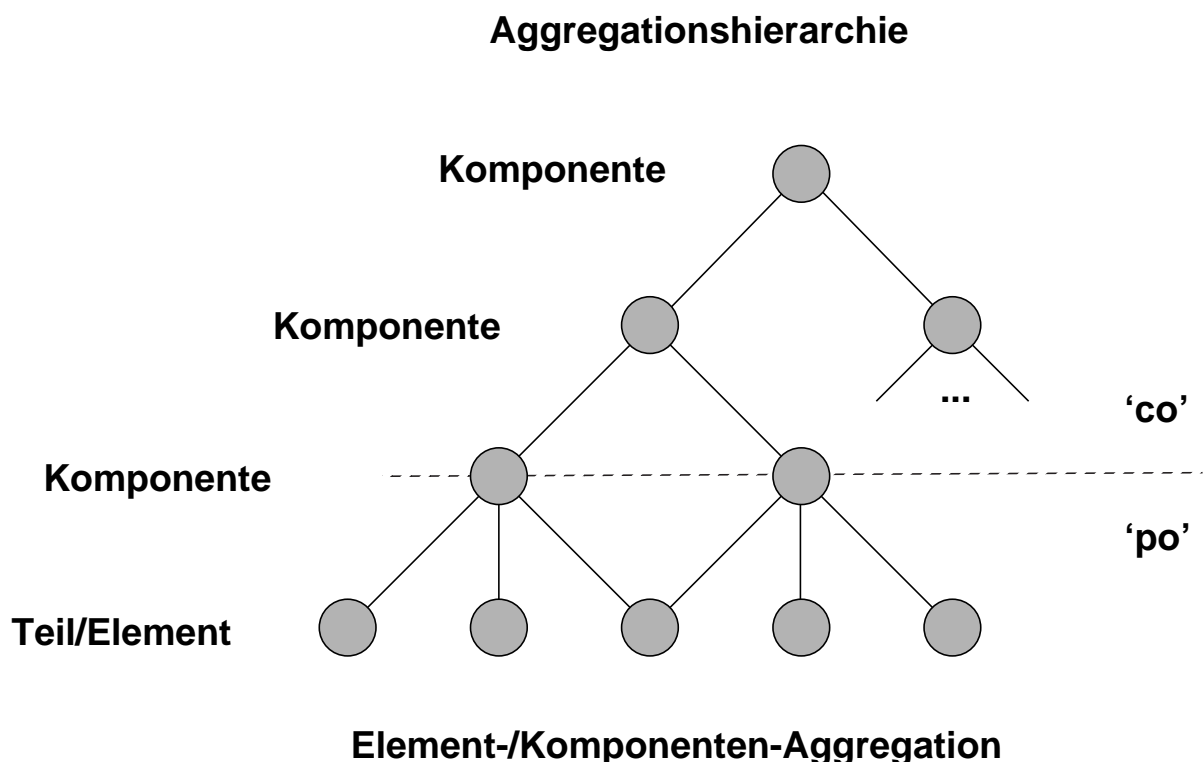 Aggregationshierarchie
Komponente
Komponente
...
‘co’
Komponente
‘po’
Teil/Element
Element-/Komponenten-Aggregation